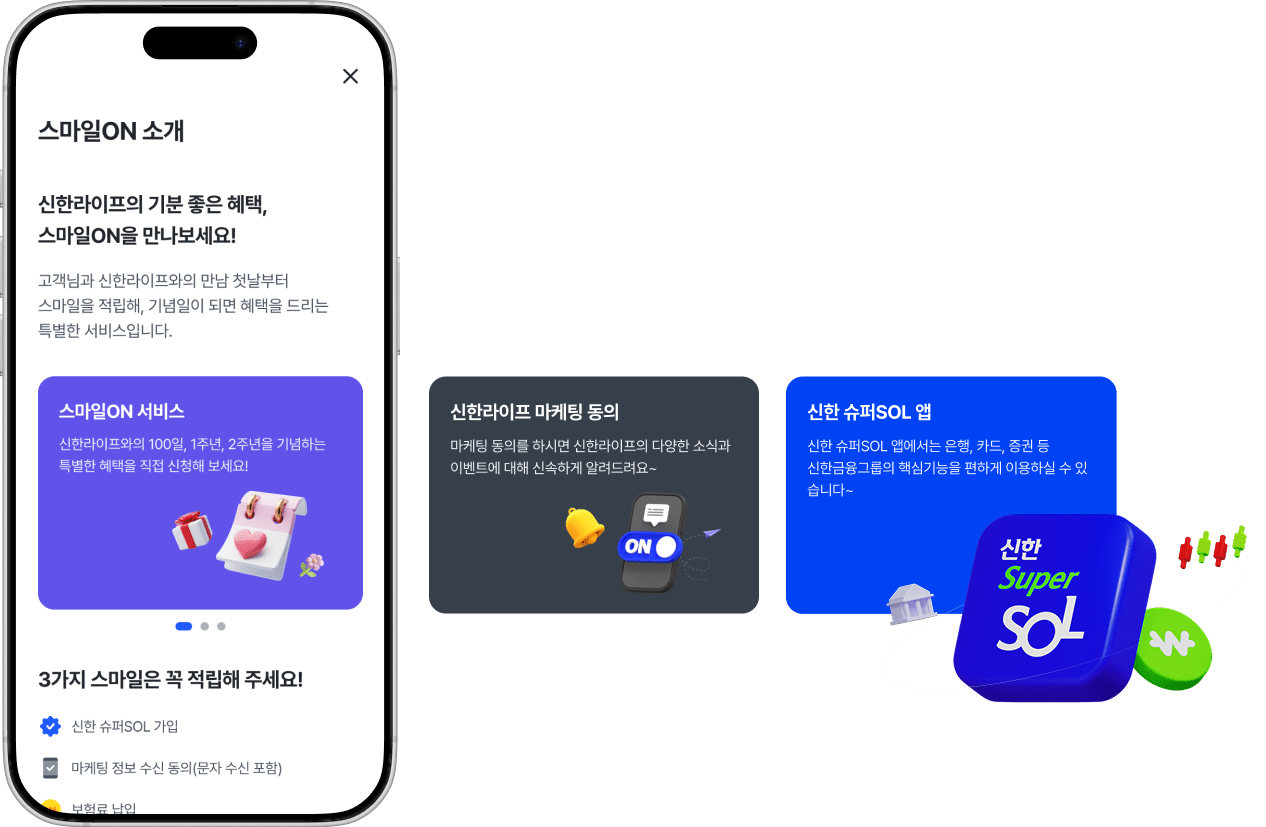 스마일ON 소개
신한라이프의 기분 좋은 혜택,
스마일ON을 만나보세요!
고객님과 신한라이프와의 만남 첫날부터
스마일을 적립해, 기념일이 되면 혜택을 드리는
특별한 서비스입니다.
스마일ON 서비스
신한라이프와의 100일, 1주년, 2주년을 기념하는
특별한 혜택을 직접 신청해 보세요!
3가지 스마일은 꼭 적립해 주세요!
신한 슈퍼SOL 가입
마케팅 정보 수신 동의(문자 수신 포함)
보험료 납입
신한라이프 마케팅 동의
마케팅 동의를 하시면 신한라이프의 다양한 소식과
이벤트에 대해 신속하게 알려드려요~
ON
신한 슈퍼SOL 앱
신한 슈퍼SOL 앱에서는 은행, 카드, 증권 등
신한금융그룹의 핵심기능을 편하게 이용하실 수 있
습니다~
신한
Super
SOL